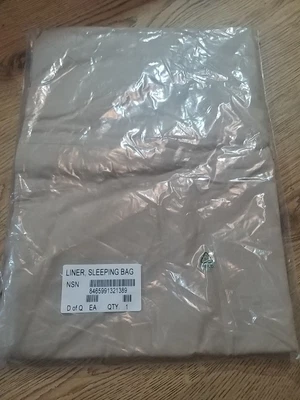 LINER, SLEEPING BAG
NSN
8465991321389
D of Q EA QTY 1